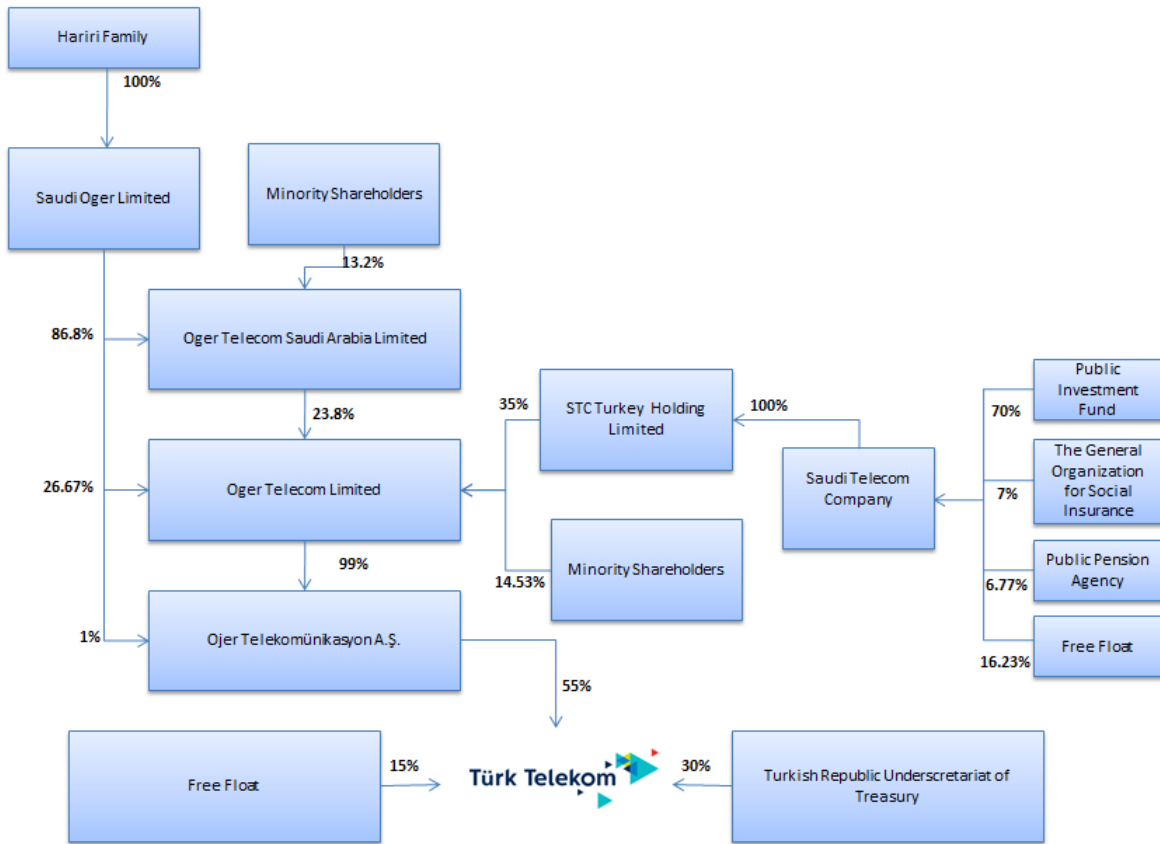 Hariri Family
100%
Saudi Oger Limited
Minority Shareholders
13.2%
86.8%
Oger Telecom Saudi Arabia Limited
23.8%
35%
STC Turkey Holding
Limited
100%
Public
Investment
Fund
70%
26.67%
Oger Telecom Limited
Saudi Telecom
Company
The General
Organization
for Social
Insurance
7%
99%
14.53%
Minority Shareholders
Public Pension
Agency
6.77%
1%
Ojer Telekomünikasyon A.Ş.
55%
Free Float
16.23%
Free Float
15%
Türk Telekom
30%
Turkish Republic Underscretariat of
Treasury